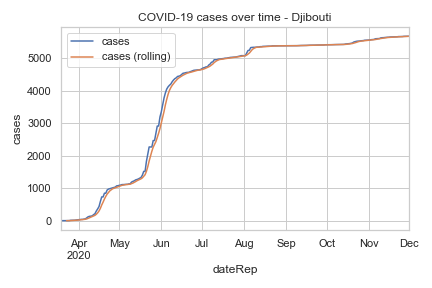 COVID-19 cases over time - Djibouti
cases
cases (rolling)
cases
5000
4000
3000
2000
1000
0
Apr May Jun Jul Aug Sep Oct Nov Dec
2020
dateRep